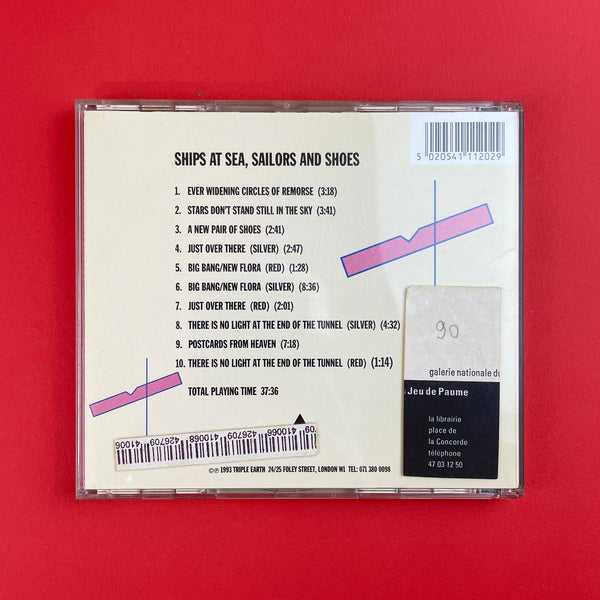 SHIPS AT SEA, SAILORS AND SHOES
5 020541 112029
1. EVER WIDENING CIRCLES OF REMORSE (3:18)
2. STARS DON'T STAND STILL IN THE SKY (3:41)
3. A NEW PAIR OF SHOES (2:41)
4. JUST OVER THERE (SILVER) (2:47)
5. BIG BANG/NEW FLORA (RED) (1:28)
6. BIG BANG/NEW FLORA (SILVER) (8:36)
7. JUST OVER THERE (RED) (2:01)
8. THERE IS NO LIGHT AT THE END OF THE TUNNEL (SILVER) (4:32)
9. POSTCARDS FROM HEAVEN (7:18)
10. THERE IS NO LIGHT AT THE END OF THE TUNNEL (RED) (1:14)
TOTAL PLAYING TIME 37:36
90
galerie nationale du
Jeu de Paume
la librairie
place de
la Concorde
téléphone
47 03 12 50
426709 410068 426709 410066
©℗ 1993 TRIPLE EARTH 24/25 FOLEY STREET, LONDON W1 TEL: 071 380 0098